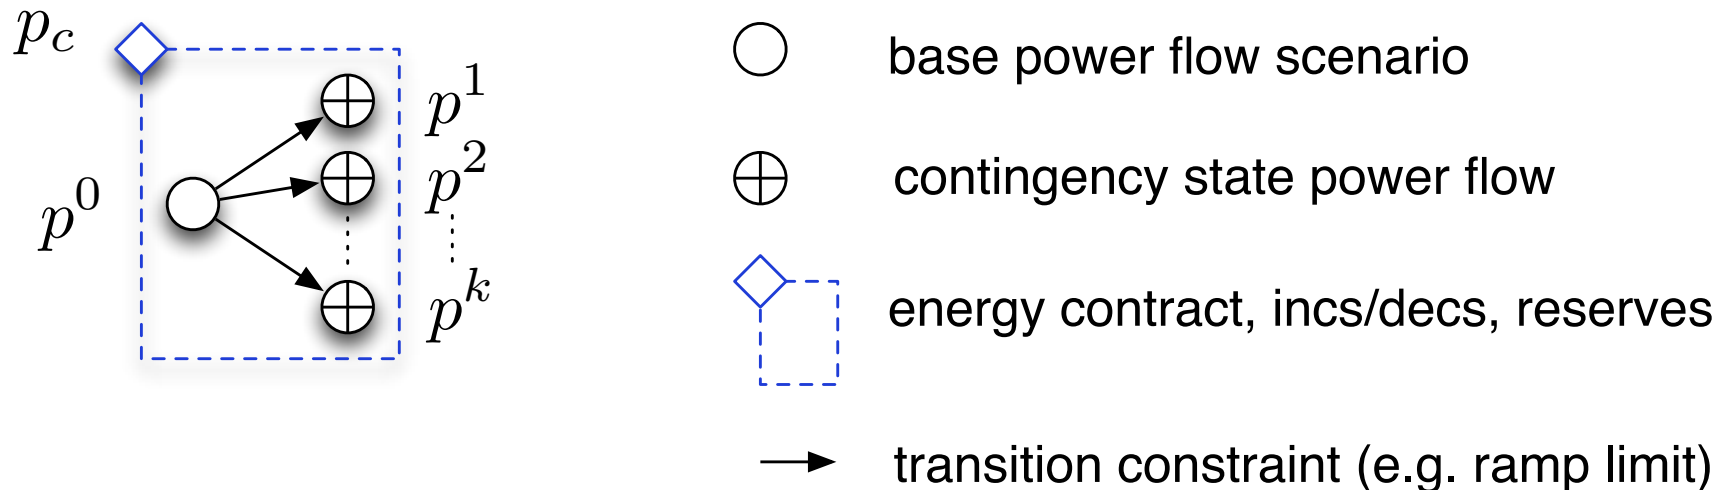 p_c
p^1
p^2
p^0
p^k
base power flow scenario
contingency state power flow
energy contract, incs/decs, reserves
transition constraint (e.g. ramp limit)